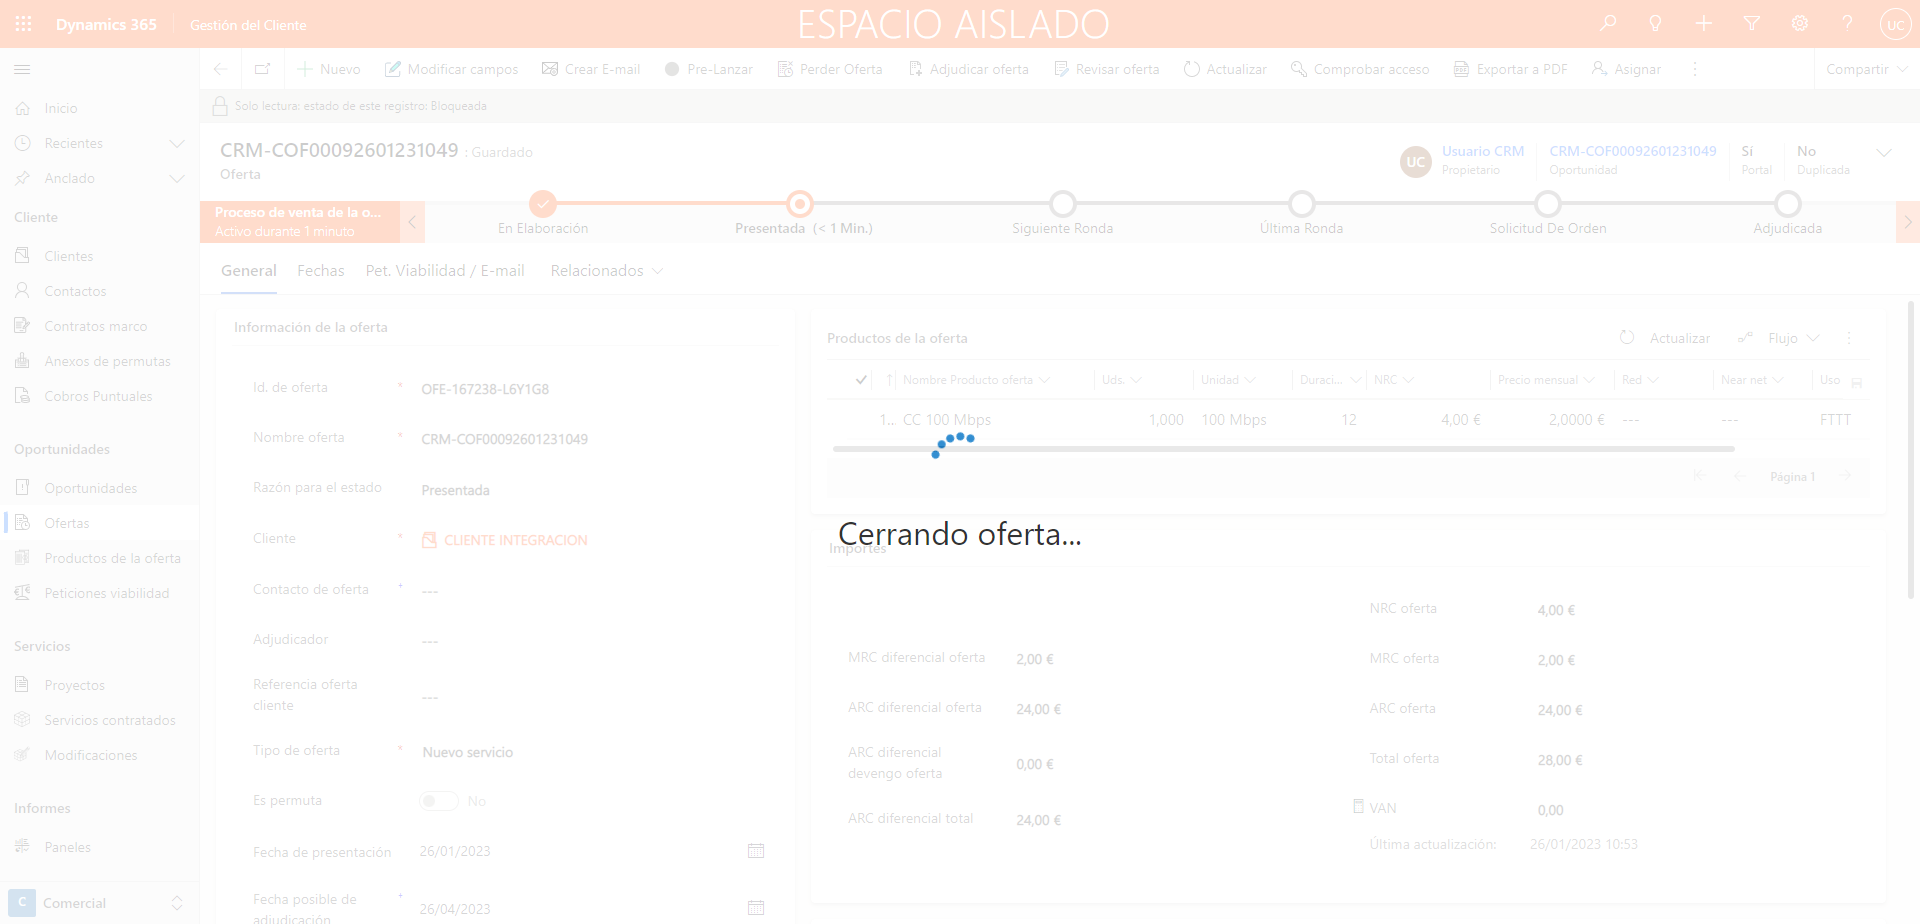 Dynamics 365
Gestión del Cliente
ESPACIO AISLADO
UC
Nuevo
Modificar campos
Crear E-mail
Pre-Lanzar
Perder Oferta
Adjudicar oferta
Revisar oferta
Actualizar
Comprobar acceso
Exportar a PDF
Asignar
Compartir
Solo lectura: estado de este registro: Bloqueada
Inicio
Recientes
Anclado
Cliente
Clientes
Contactos
Contratos marco
Anexos de permutas
Cobros Puntuales
Oportunidades
Oportunidades
Ofertas
Productos de la oferta
Peticiones viabilidad
Servicios
Proyectos
Servicios contratados
Modificaciones
Informes
Paneles
C Comercial
CRM-COF00092601231049 : Guardado
Oferta
UC
Usuario CRM
Propietario
CRM-COF00092601231049
Oportunidad
Sí
Portal
No
Duplicada
Proceso de venta de la o...
Activo durante 1 minuto
En Elaboración
Presentada (< 1 Min.)
Siguiente Ronda
Última Ronda
Solicitud De Orden
Adjudicada
General
Fechas
Pet. Viabilidad / E-mail
Relacionados
Información de la oferta
Id. de oferta * OFE-167238-L6Y1G8
Nombre oferta * CRM-COF00092601231049
Razón para el estado Presentada
Cliente * CLIENTE INTEGRACION
Contacto de oferta + ---
Adjudicador ---
Referencia oferta
cliente ---
Tipo de oferta * Nuevo servicio
Es permuta No
Fecha de presentación 26/01/2023
Fecha posible de + 26/04/2023
adjudicación
Productos de la oferta
Actualizar
Flujo
Nombre Producto oferta Uds. Unidad Duraci... NRC Precio mensual Red Near net Uso
1... CC 100 Mbps 1,000 100 Mbps 12 4,00 € 2,0000 € --- --- FTTT
Página 1
Cerrando oferta...
Importes
MRC diferencial oferta 2,00 €
ARC diferencial oferta 24,00 €
ARC diferencial
devengo oferta 0,00 €
ARC diferencial total 24,00 €
NRC oferta 4,00 €
MRC oferta 2,00 €
ARC oferta 24,00 €
Total oferta 28,00 €
VAN 0,00
Última actualización: 26/01/2023 10:53